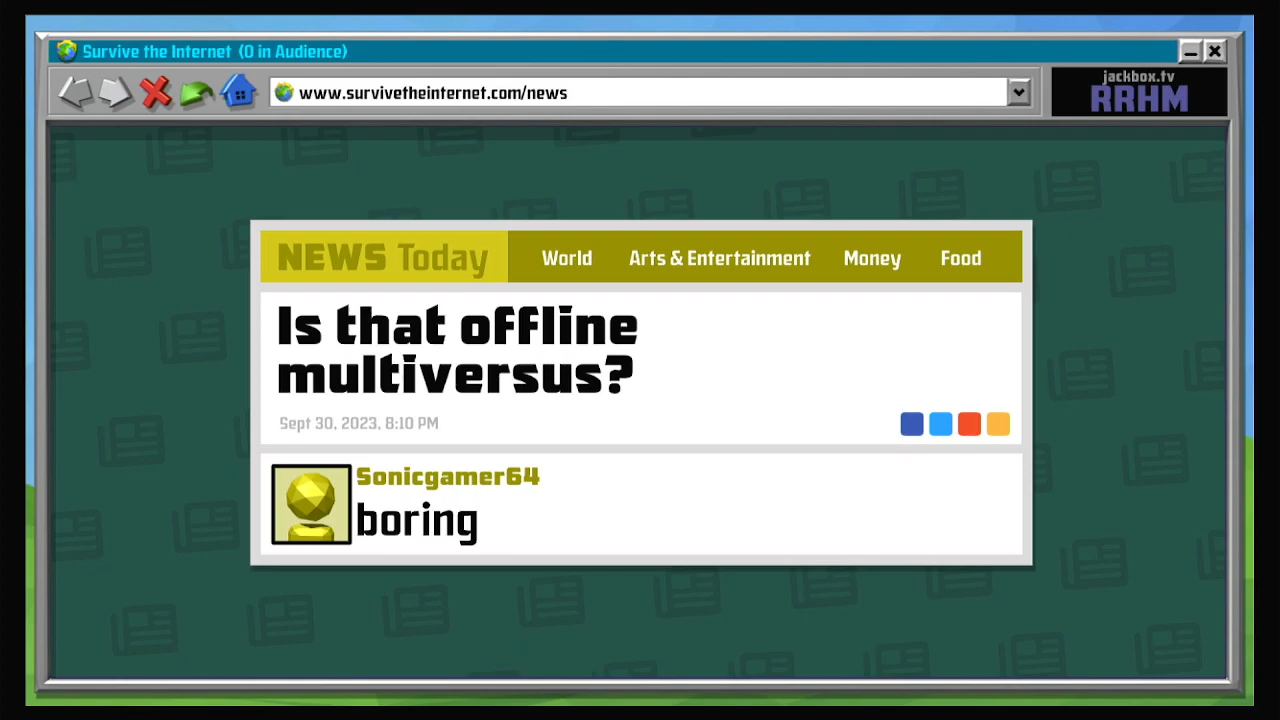 Survive the Internet (0 in Audience)
www.survivetheinternet.com/news
jackbox.tv
RRHM
NEWS Today World Arts & Entertainment Money Food
Is that offline
multiversus?
Sept 30, 2023, 8:10 PM
Sonicgamer64
boring